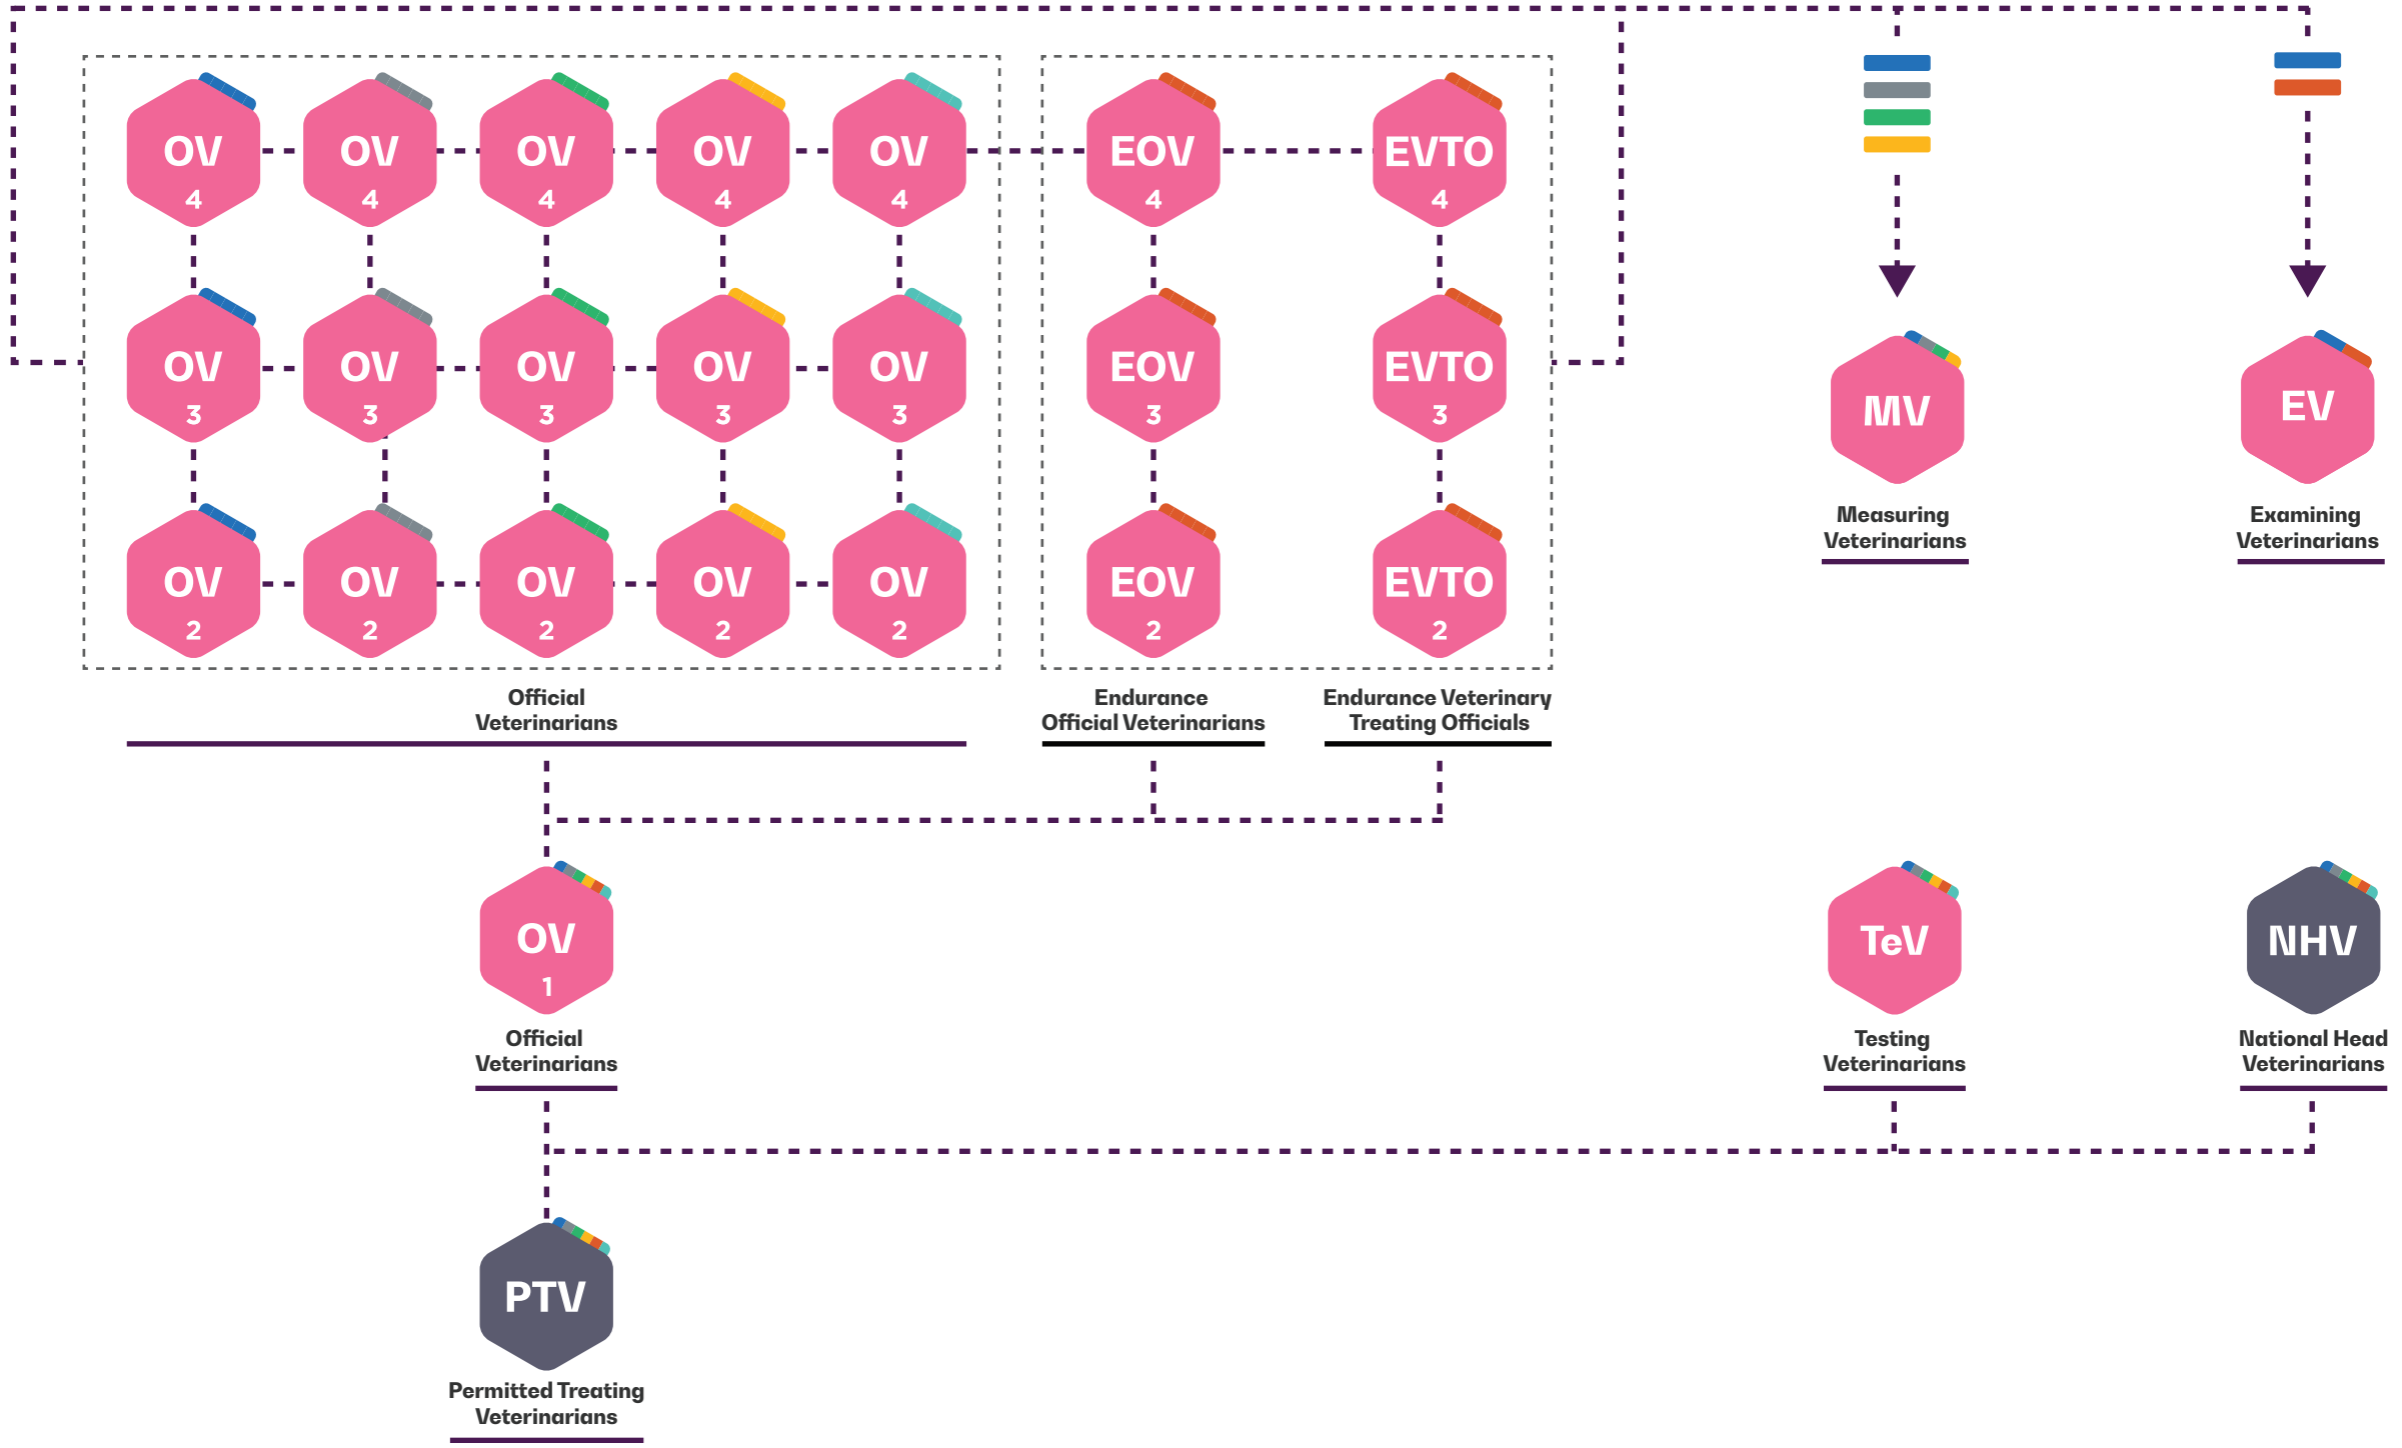 OV
4
OV
4
OV
4
OV
4
OV
4
EOV
4
EVTO
4
OV
3
OV
3
OV
3
OV
3
OV
3
EOV
3
EVTO
3
MV
EV
Measuring
Veterinarians
Examining
Veterinarians
OV
2
OV
2
OV
2
OV
2
OV
2
EOV
2
EVTO
2
Official
Veterinarians
Endurance
Official Veterinarians
Endurance Veterinary
Treating Officials
OV
1
TeV
NHV
Official
Veterinarians
Testing
Veterinarians
National Head
Veterinarians
PTV
Permitted Treating
Veterinarians